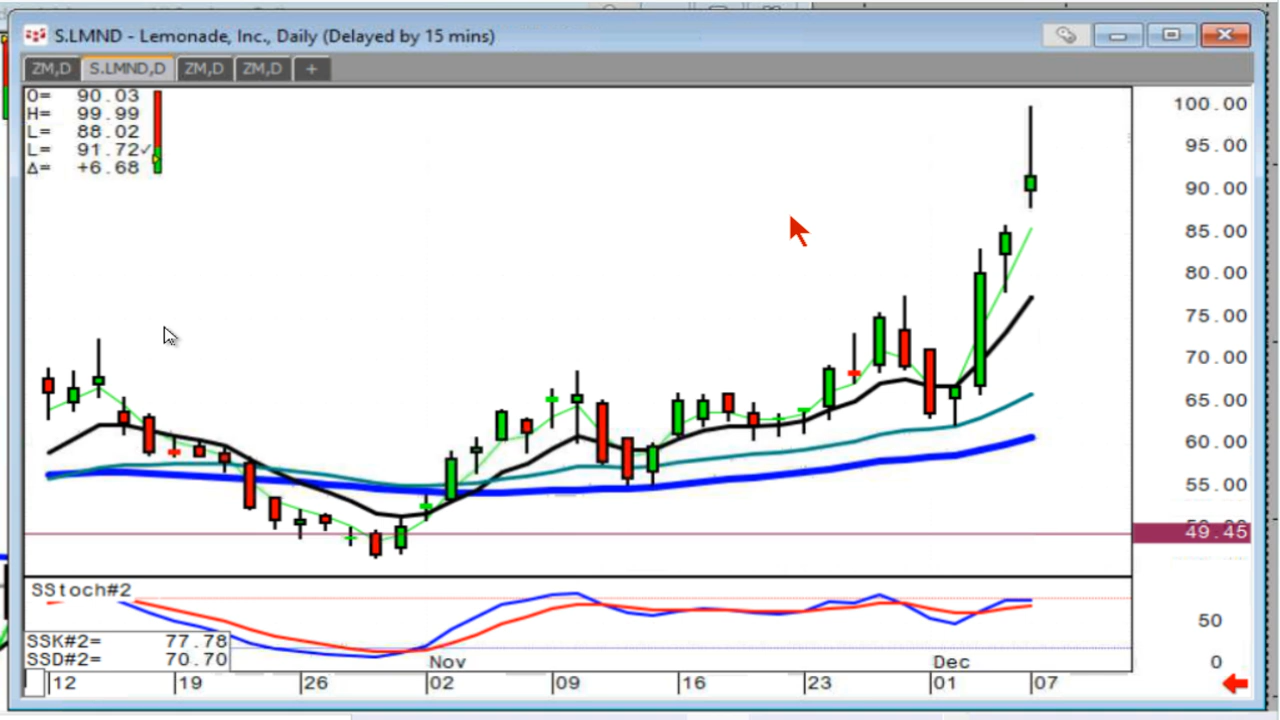 S.LMND - Lemonade, Inc., Daily (Delayed by 15 mins)
ZM,D S.LMND,D ZM,D ZM,D +
O= 90.03
H= 99.99
L= 88.02
L= 91.72✓
Δ= +6.68
100.00
95.00
90.00
85.00
80.00
75.00
70.00
65.00
60.00
55.00
49.45
SStoch#2
50
SSK#2= 77.78
SSD#2= 70.70
Nov Dec 0
12 19 26 02 09 16 23 01 07